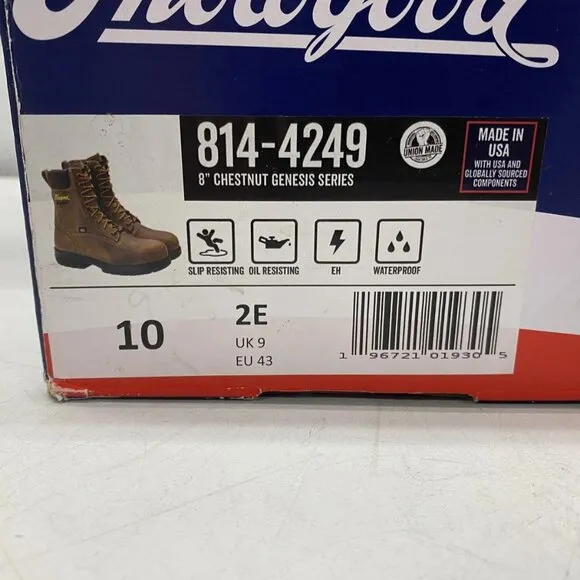 Thorogood
814-4249
8" CHESTNUT GENESIS SERIES
UNION MADE
MADE IN
USA
WITH USA AND
GLOBALLY SOURCED
COMPONENTS
SLIP RESISTING
OIL RESISTING
EH
WATERPROOF
10
2E
UK 9
EU 43
1 96721 01930 5